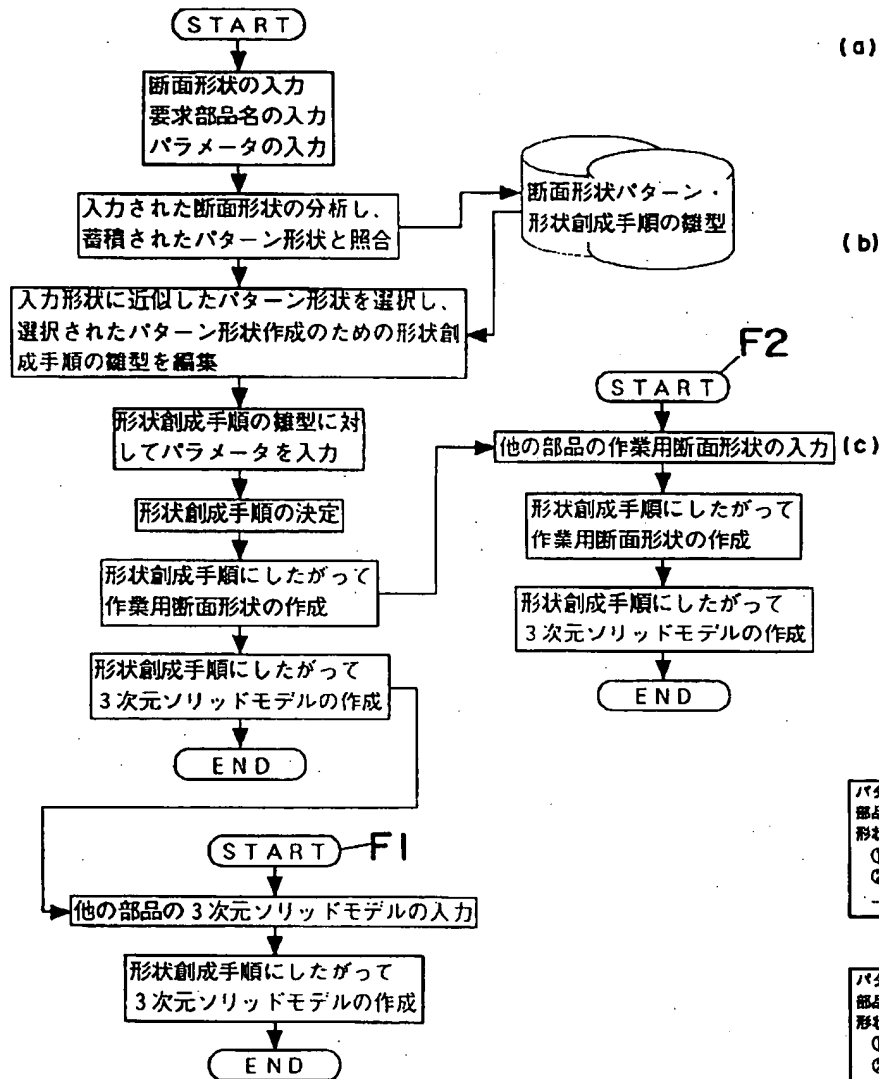 START
断面形状の入力
要求部品名の入力
パラメータの入力
入力された断面形状の分析し、
蓄積されたパターン形状と照合
断面形状パターン・
形状創成手順の雛型
入力形状に近似したパターン形状を選択し、
選択されたパターン形状作成のための形状創
成手順の雛型を編集
形状創成手順の雛型に対
してパラメータを入力
形状創成手順の決定
形状創成手順にしたがって
作業用断面形状の作成
形状創成手順にしたがって
3次元ソリッドモデルの作成
END
START
F1
他の部品の3次元ソリッドモデルの入力
形状創成手順にしたがって
3次元ソリッドモデルの作成
END
F2
START
他の部品の作業用断面形状の入力
形状創成手順にしたがって
作業用断面形状の作成
形状創成手順にしたがって
3次元ソリッドモデルの作成
END
(a)
(b)
(c)
部品
形状
①
②
部品
形状
①
②